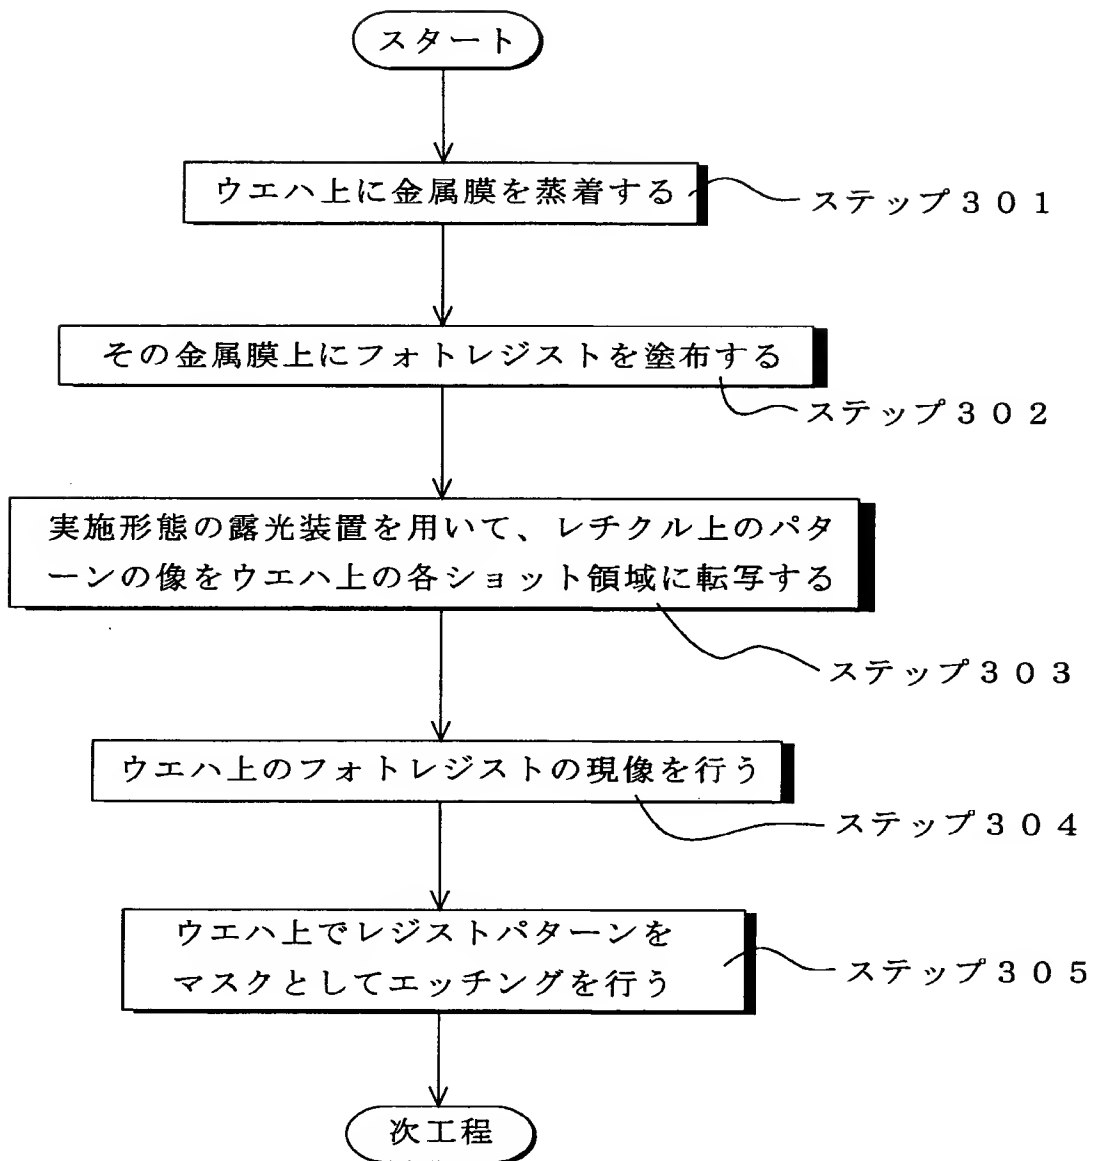 スタート
ウエハ上に金属膜を蒸着する
ステップ３０１
その金属膜上にフォトレジストを塗布する
ステップ３０２
実施形態の露光装置を用いて、レチクル上のパタ
ーンの像をウエハ上の各ショット領域に転写する
ステップ３０３
ウエハ上のフォトレジストの現像を行う
ステップ３０４
ウエハ上でレジストパターンを
マスクとしてエッチングを行う
ステップ３０５
次工程